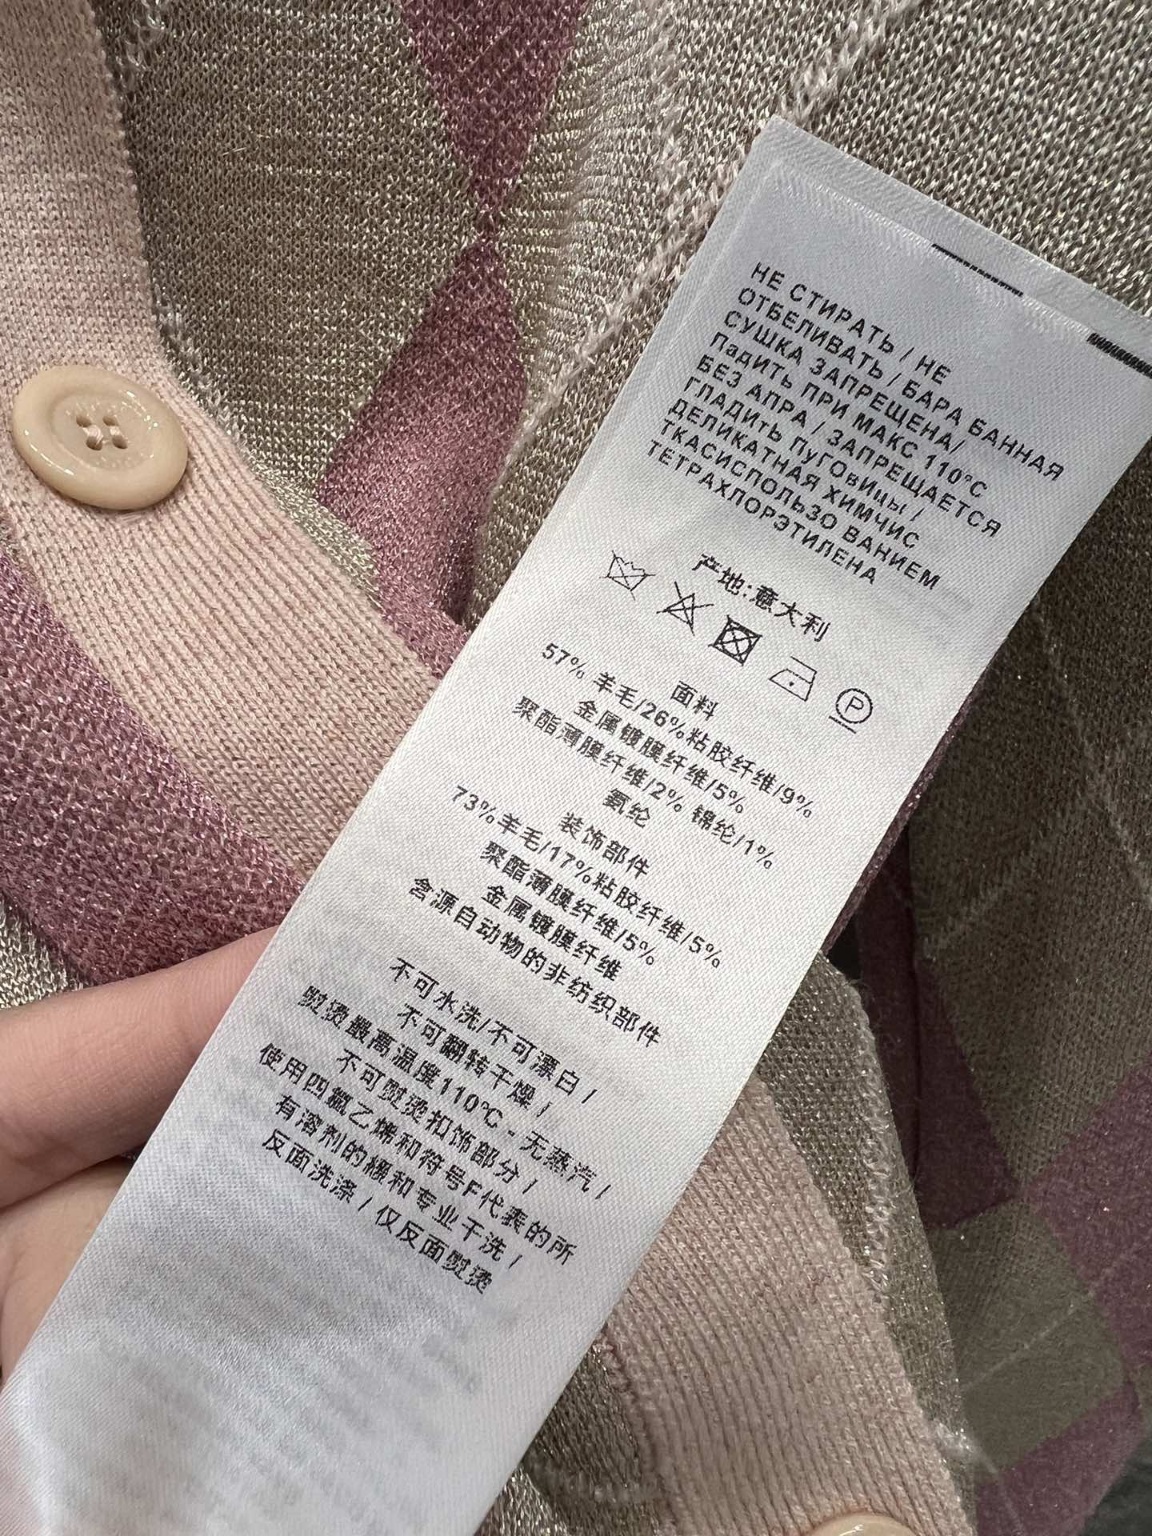 НЕ СТИРАТЬ / НЕ
ОТБЕЛИВАТЬ / БАРА БАННАЯ
СУШКА ЗАПРЕЩЕНА/
ПадИТЬ ПРИ МАКС 110°C
БЕЗ АПРА / ЗАПРЕЩАЕТСЯ
ГЛАДИТЬ ПУГОВИЦЫ /
ДЕЛИКАТНАЯ ХИМЧИС
ТКАСИСПОЛЬЗО ВАНИЕМ
ТЕТРАХЛОРЭТИЛЕНА
产地:意大利
P
面料
57% 羊毛/26%粘胶纤维/9%
金属镀膜纤维/5%
聚酯薄膜纤维/2% 锦纶/1%
氨纶
装饰部件
73%羊毛/17%粘胶纤维/5%
聚酯薄膜纤维/5%
金属镀膜纤维
含源自动物的非纺织部件
不可水洗/不可漂白 /
不可翻转干燥 /
熨烫最高温度110℃ - 无蒸汽 /
不可熨烫扣饰部分 /
使用四氯乙烯和符号F代表的所
有溶剂的缓和专业干洗 /
反面洗涤 / 仅反面熨烫